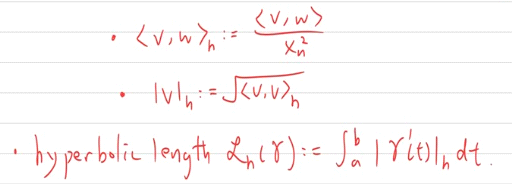 • ⟨v,w⟩ₕ := ⟨v,w⟩ / xₙ²
• |v|ₕ := √⟨v,v⟩ₕ
• hyperbolic length ℒₕ(γ) := ∫ₐᵇ |γ'(t)|ₕ dt.